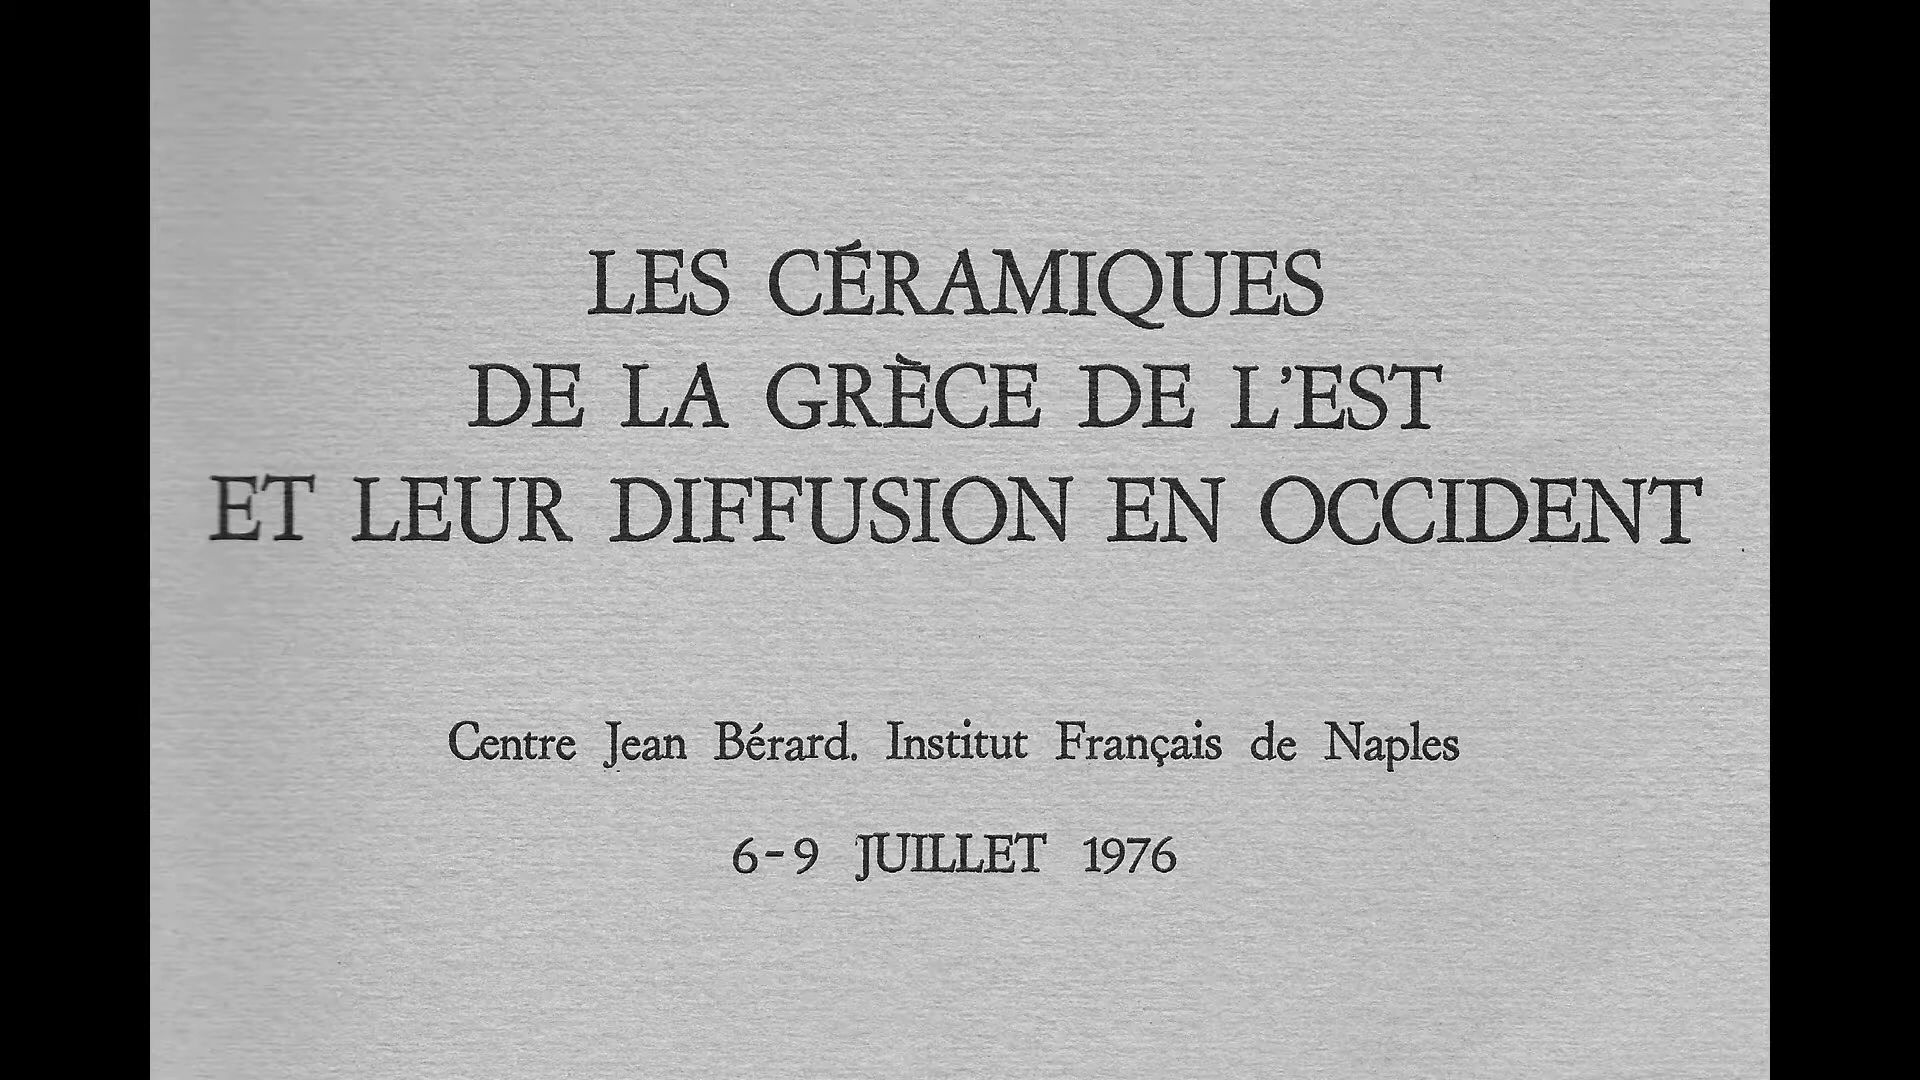 LES CÉRAMIQUES
DE LA GRÈCE DE L'EST
ET LEUR DIFFUSION EN OCCIDENT
Centre Jean Bérard. Institut Français de Naples
6-9 JUILLET 1976